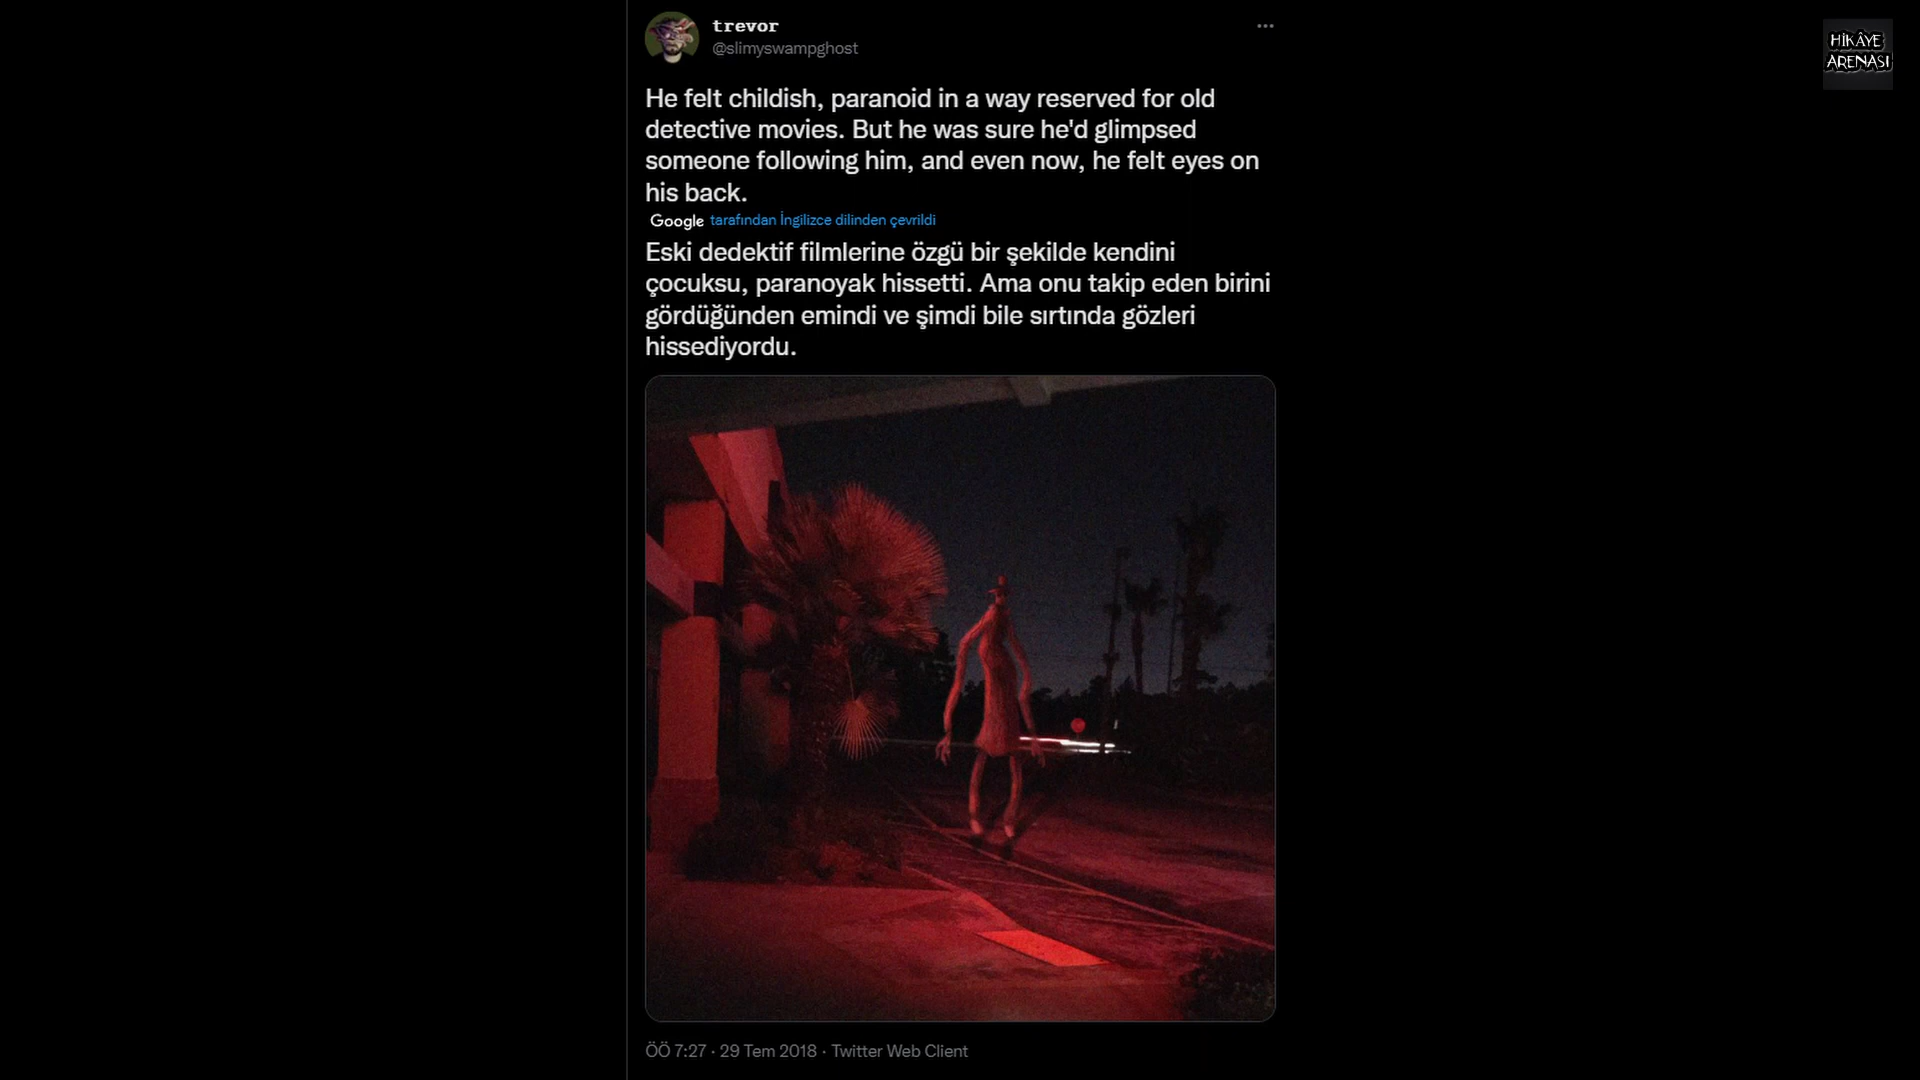 trevor
@slimyswampghost
HİKÂYE
ARENASI
He felt childish, paranoid in a way reserved for old
detective movies. But he was sure he'd glimpsed
someone following him, and even now, he felt eyes on
his back.
Google tarafından İngilizce dilinden çevrildi
Eski dedektif filmlerine özgü bir şekilde kendini
çocuksu, paranoyak hissetti. Ama onu takip eden birini
gördüğünden emindi ve şimdi bile sırtında gözleri
hissediyordu.
ÖÖ 7:27 · 29 Tem 2018 · Twitter Web Client